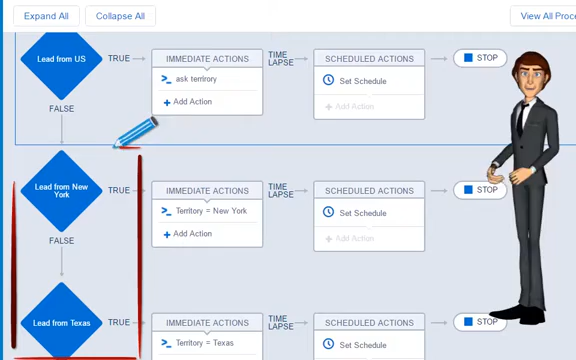 Expand All
Collapse All
View All Proce
Lead from US
TRUE
IMMEDIATE ACTIONS
TIME
LAPSE
SCHEDULED ACTIONS
STOP
ask terrirory
Set Schedule
+ Add Action
+ Add Action
FALSE
Lead from New
York
TRUE
IMMEDIATE ACTIONS
TIME
LAPSE
SCHEDULED ACTIONS
STOP
Territory = New York
Set Schedule
+ Add Action
+ Add Action
FALSE
Lead from Texas
TRUE
IMMEDIATE ACTIONS
TIME
LAPSE
SCHEDULED ACTIONS
STOP
Territory = Texas
Set Schedule